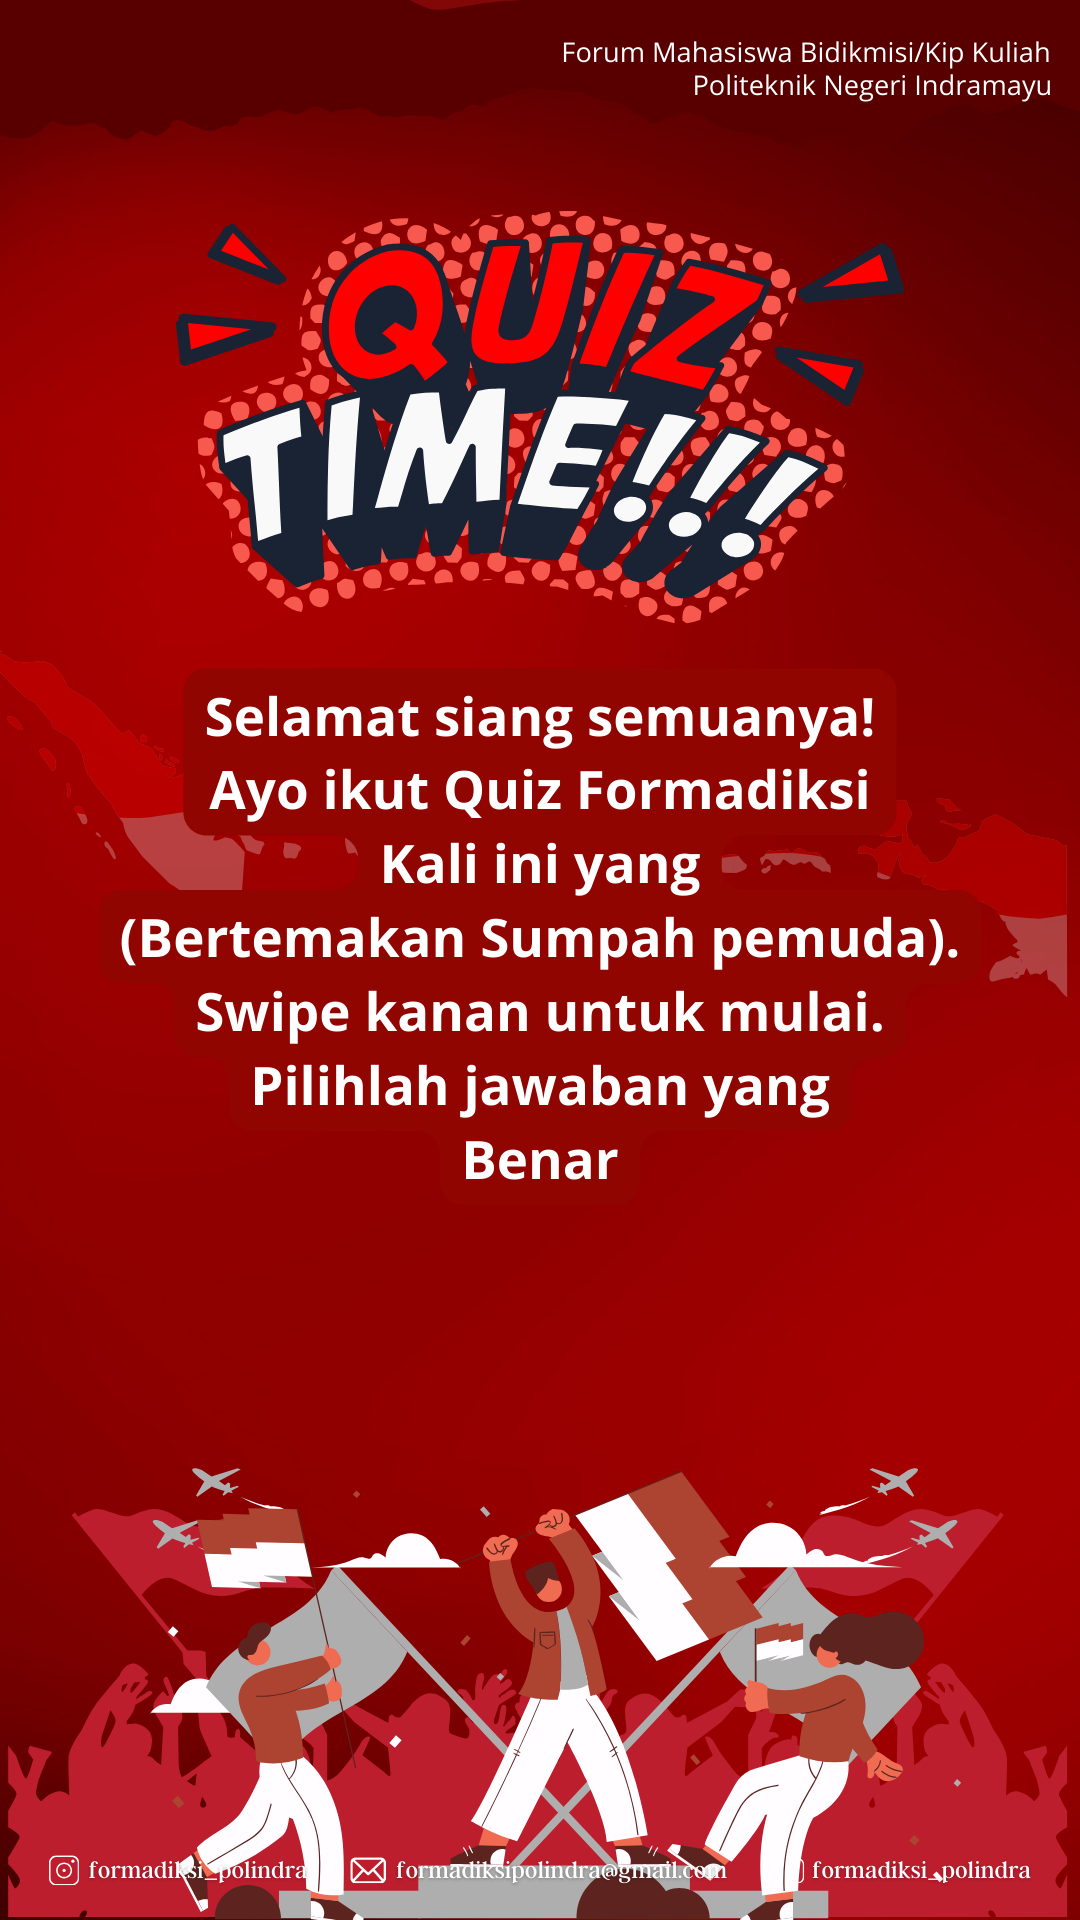 Forum Mahasiswa Bidikmisi/Kip Kuliah
Politeknik Negeri Indramayu
QUIZ
TIME!!!
Selamat siang semuanya!
Ayo ikut Quiz Formadiksi
Kali ini yang
(Bertemakan Sumpah pemuda).
Swipe kanan untuk mulai.
Pilihlah jawaban yang
Benar
formadiksi_polindra formadiksipolindra@gmail.com formadiksi_polindra